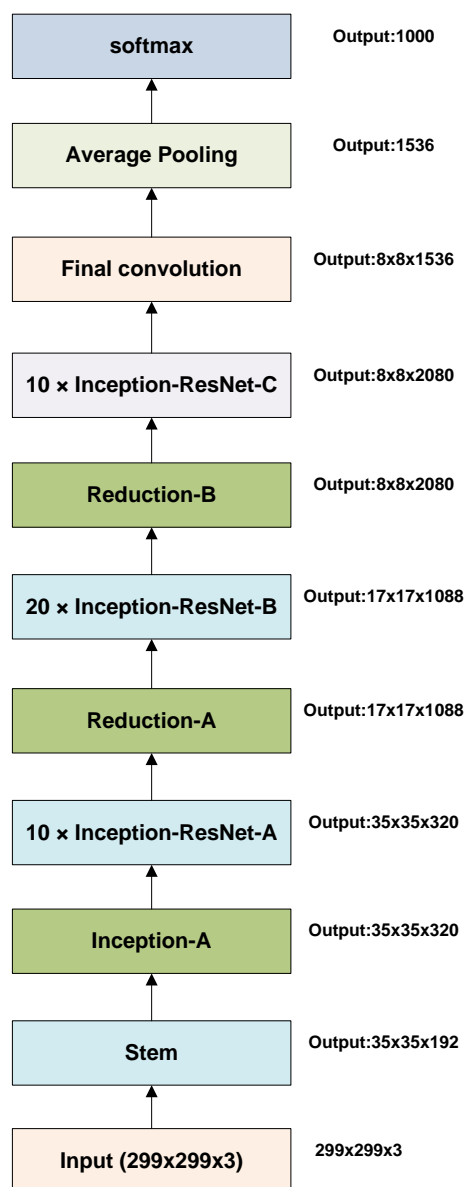 softmax
Output:1000
Average Pooling
Output:1536
Final convolution
Output:8x8x1536
10 × Inception-ResNet-C
Output:8x8x2080
Reduction-B
Output:8x8x2080
20 × Inception-ResNet-B
Output:17x17x1088
Reduction-A
Output:17x17x1088
10 × Inception-ResNet-A
Output:35x35x320
Inception-A
Output:35x35x320
Stem
Output:35x35x192
Input (299x299x3)
299x299x3